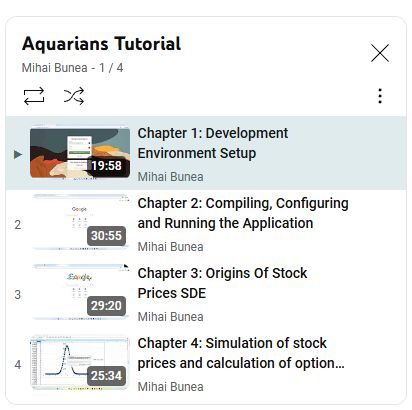 Aquarians Tutorial
Mihai Bunea - 1 / 4
19:58
Chapter 1: Development
Environment Setup
Mihai Bunea
2
Google
30:55
Chapter 2: Compiling, Configuring
and Running the Application
Mihai Bunea
3
Google
29:20
Chapter 3: Origins Of Stock
Prices SDE
Mihai Bunea
4
25:34
Chapter 4: Simulation of stock
prices and calculation of option...
Mihai Bunea